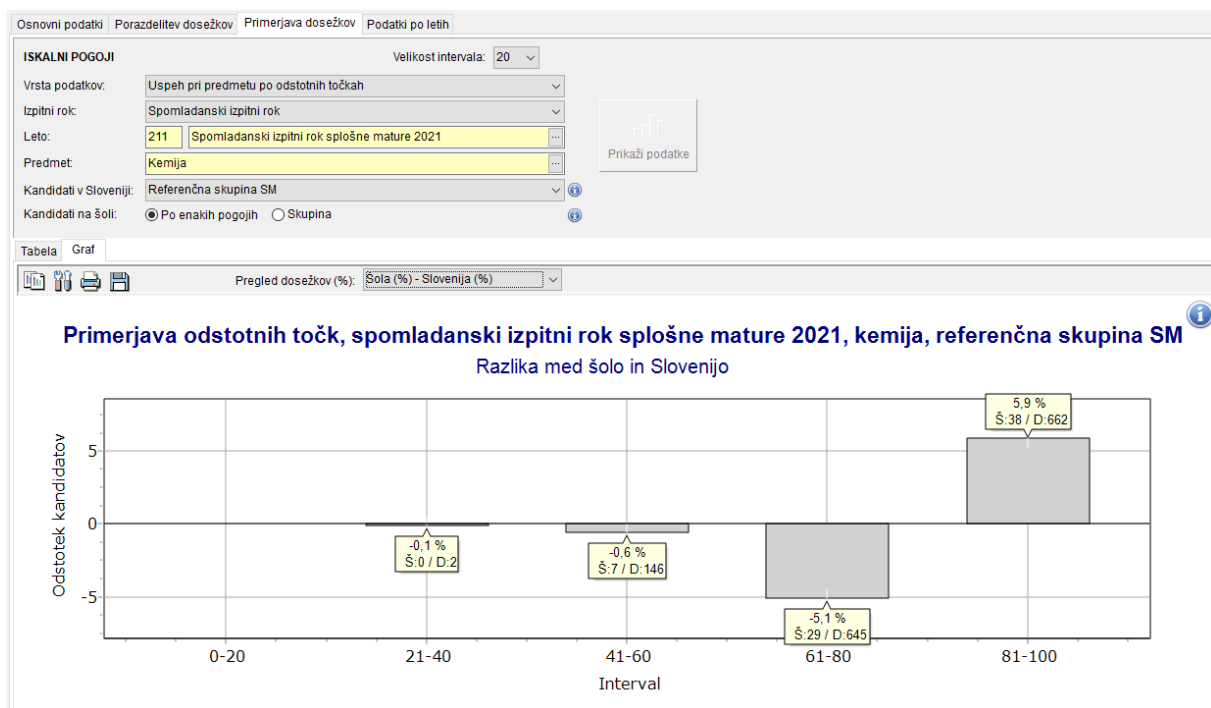 Osnovni podatki Porazdelitev dosežkov Primerjava dosežkov Podatki po letih
ISKALNI POGOJI Velikost intervala: 20
Vrsta podatkov: Uspeh pri predmetu po odstotnih točkah
Izpitni rok: Spomladanski izpitni rok
Leto: 211 Spomladanski izpitni rok splošne mature 2021 ...
Predmet: Kemija ...
Prikaži podatke
Kandidati v Sloveniji: Referenčna skupina SM
Kandidati na šoli: Po enakih pogojih Skupina
Tabela Graf
Pregled dosežkov (%): Šola (%) - Slovenija (%)
Primerjava odstotnih točk, spomladanski izpitni rok splošne mature 2021, kemija, referenčna skupina SM
Razlika med šolo in Slovenijo
Odstotek kandidatov
5
0
-5
5,9 %
Š:38 / D:662
-0,1 %
Š:0 / D:2
-0,6 %
Š:7 / D:146
-5,1 %
Š:29 / D:645
0-20 21-40 41-60 61-80 81-100
Interval